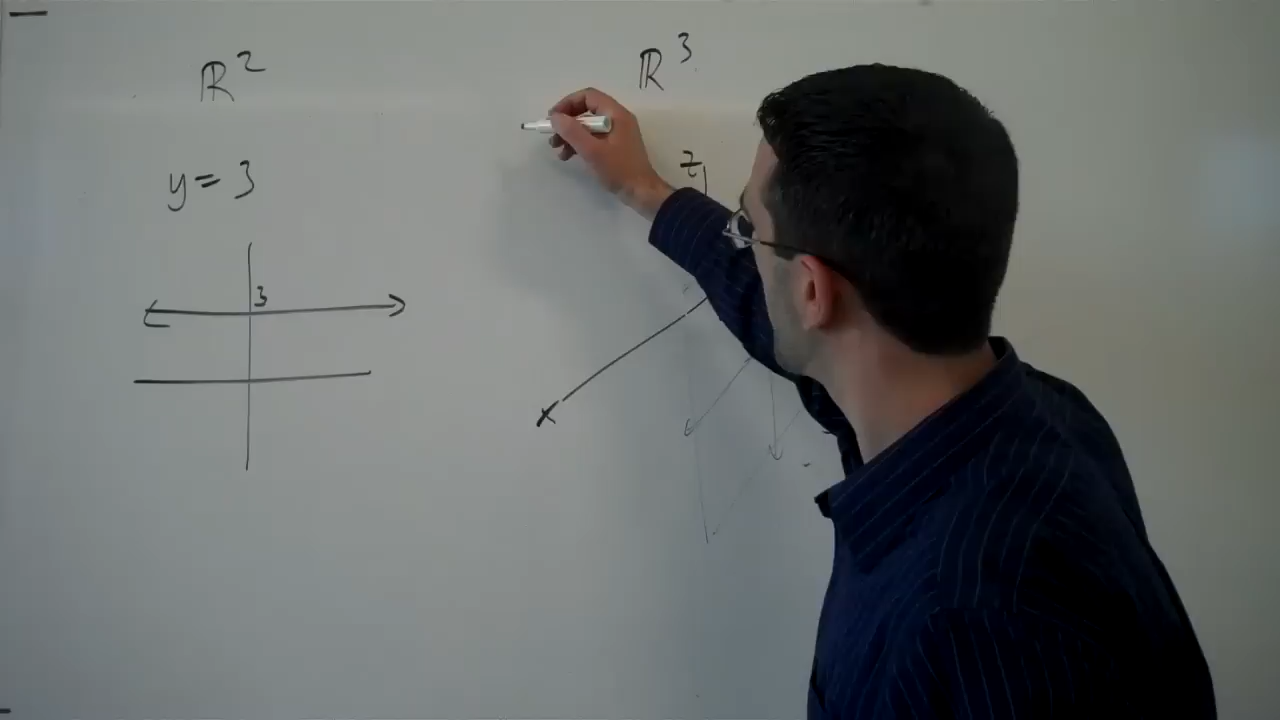 ℝ²
y = 3
3
ℝ³
z
x